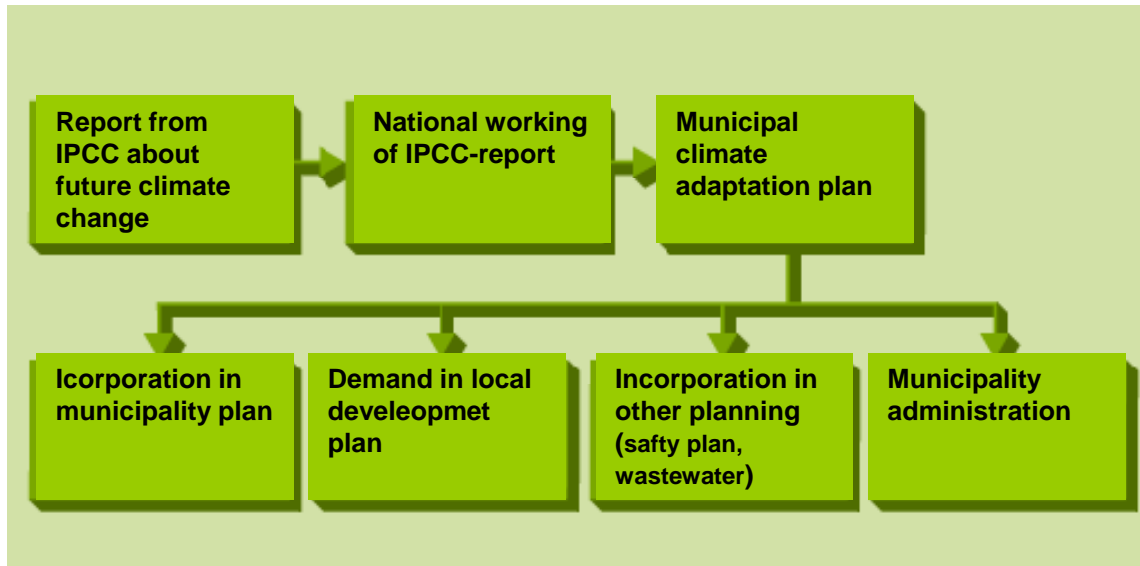 Report from
IPCC about
future climate
change
National working
of IPCC-report
Municipal
climate
adaptation plan
Icorporation in
municipality plan
Demand in local
develeopmet
plan
Incorporation in
other planning
(safty plan,
wastewater)
Municipality
administration